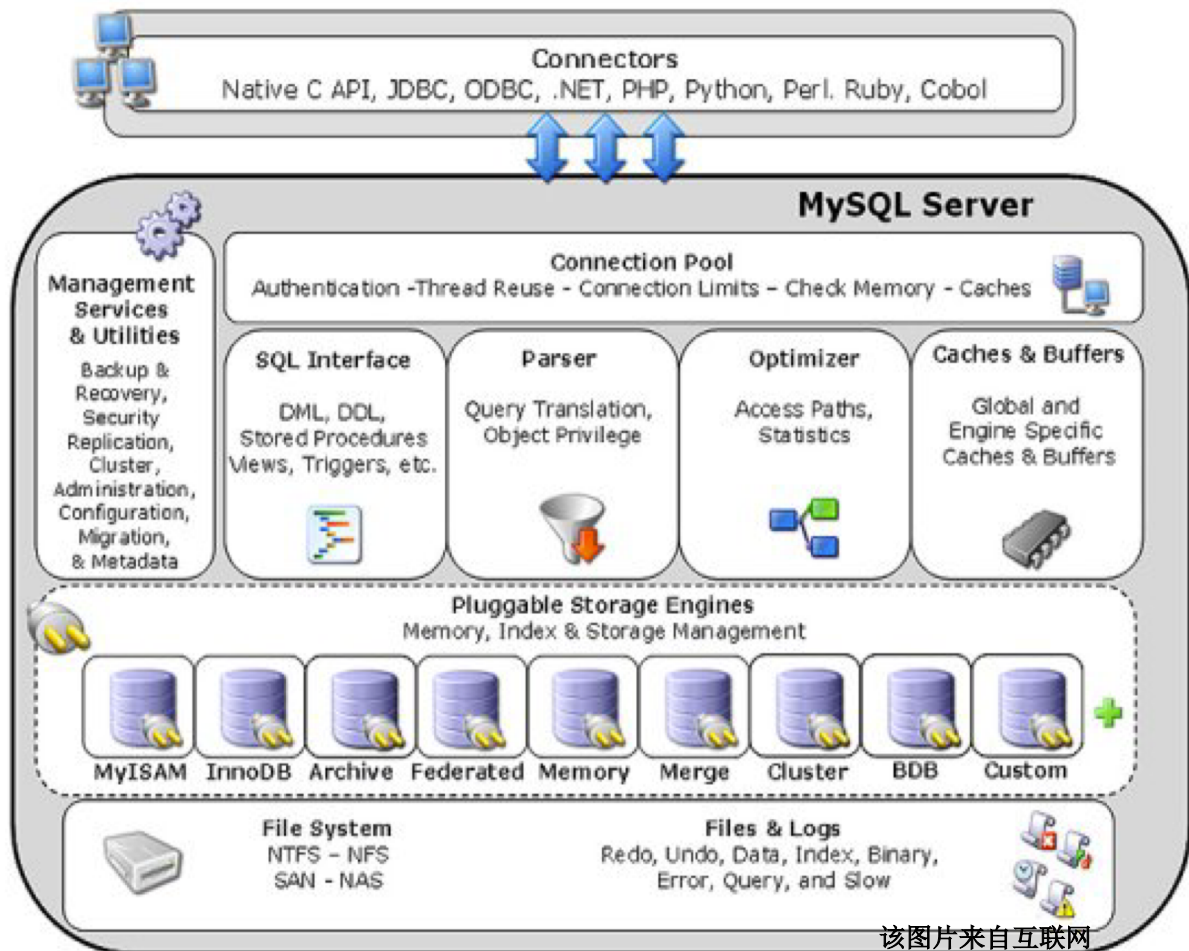 Connectors
Native C API, JDBC, ODBC, .NET, PHP, Python, Perl. Ruby, Cobol
MySQL Server
Management
Services
& Utilities
Backup &
Recovery,
Security
Replication,
Cluster,
Administration,
Configuration,
Migration,
& Metadata
Connection Pool
Authentication -Thread Reuse - Connection Limits – Check Memory - Caches
SQL Interface
DML, DDL,
Stored Procedures
Views, Triggers, etc.
Parser
Query Translation,
Object Privilege
Optimizer
Access Paths,
Statistics
Caches & Buffers
Global and
Engine Specific
Caches & Buffers
Pluggable Storage Engines
Memory, Index & Storage Management
MyISAM
InnoDB
Archive
Federated
Memory
Merge
Cluster
BDB
Custom
File System
NTFS – NFS
SAN - NAS
Files & Logs
Redo, Undo, Data, Index, Binary,
Error, Query, and Slow
该图片来自互联网